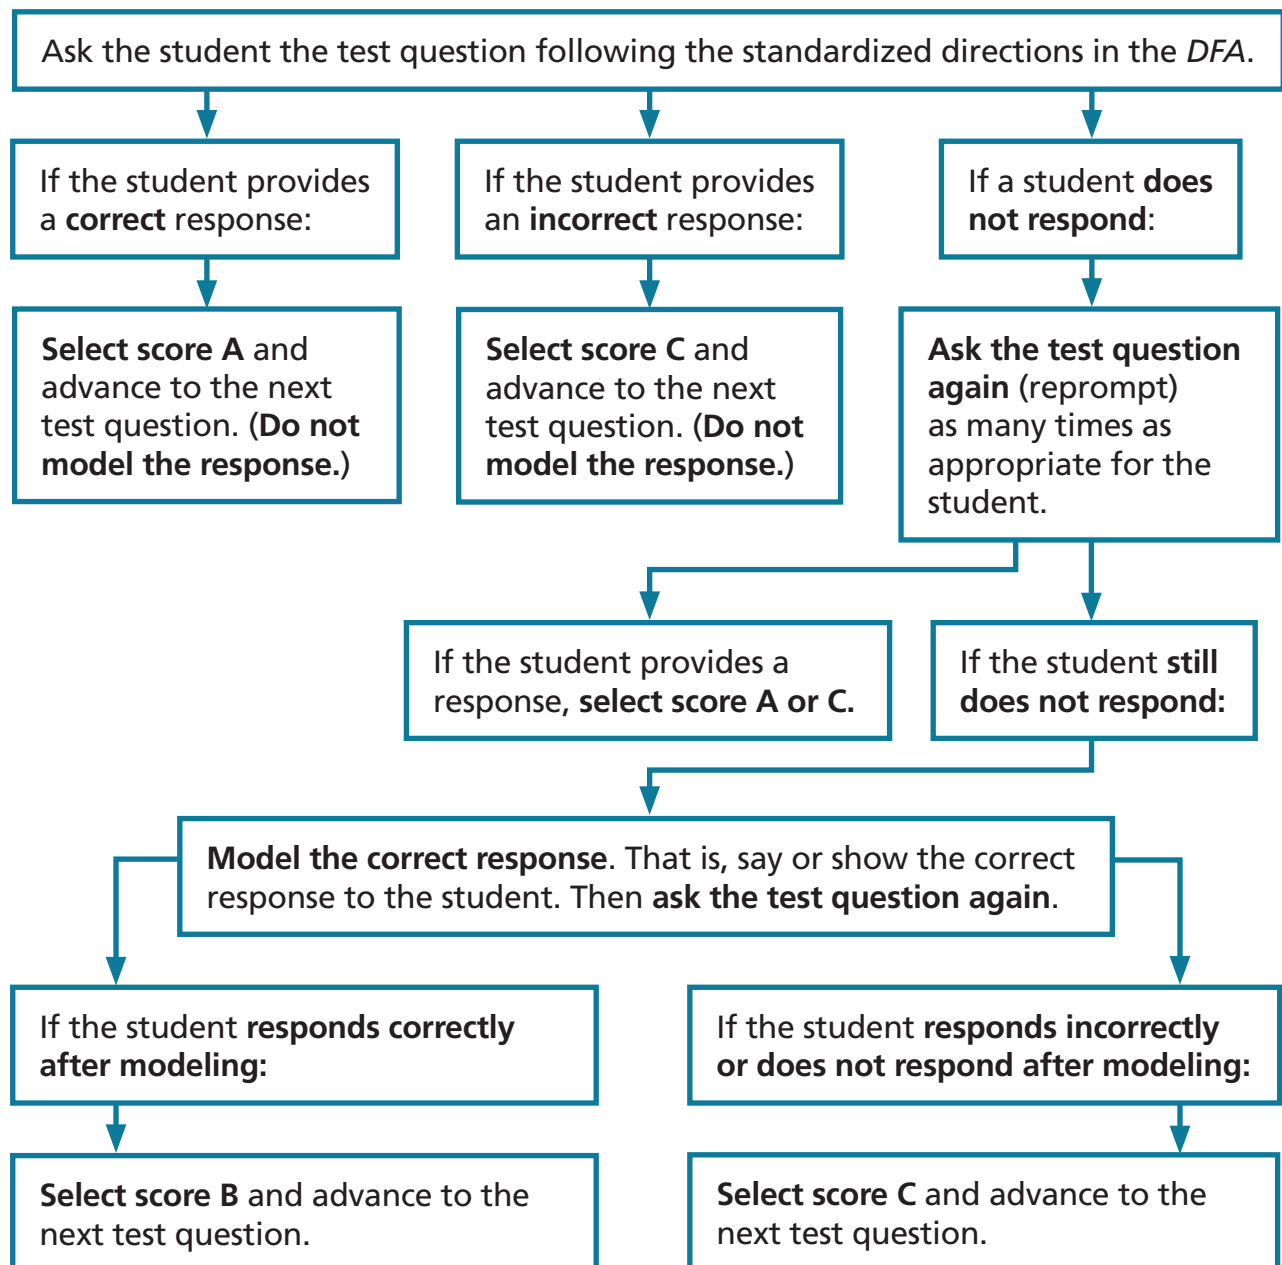 Ask the student the test question following the standardized directions in the DFA.
If the student provides
a correct response:
If the student provides
an incorrect response:
If a student does
not respond:
Select score A and
advance to the next
test question. (Do not
model the response.)
Select score C and
advance to the next
test question. (Do not
model the response.)
Ask the test question
again (reprompt)
as many times as
appropriate for the
student.
If the student provides a
response, select score A or C.
If the student still
does not respond:
Model the correct response. That is, say or show the correct
response to the student. Then ask the test question again.
If the student responds correctly
after modeling:
If the student responds incorrectly
or does not respond after modeling:
Select score B and advance to the
next test question.
Select score C and advance to the
next test question.